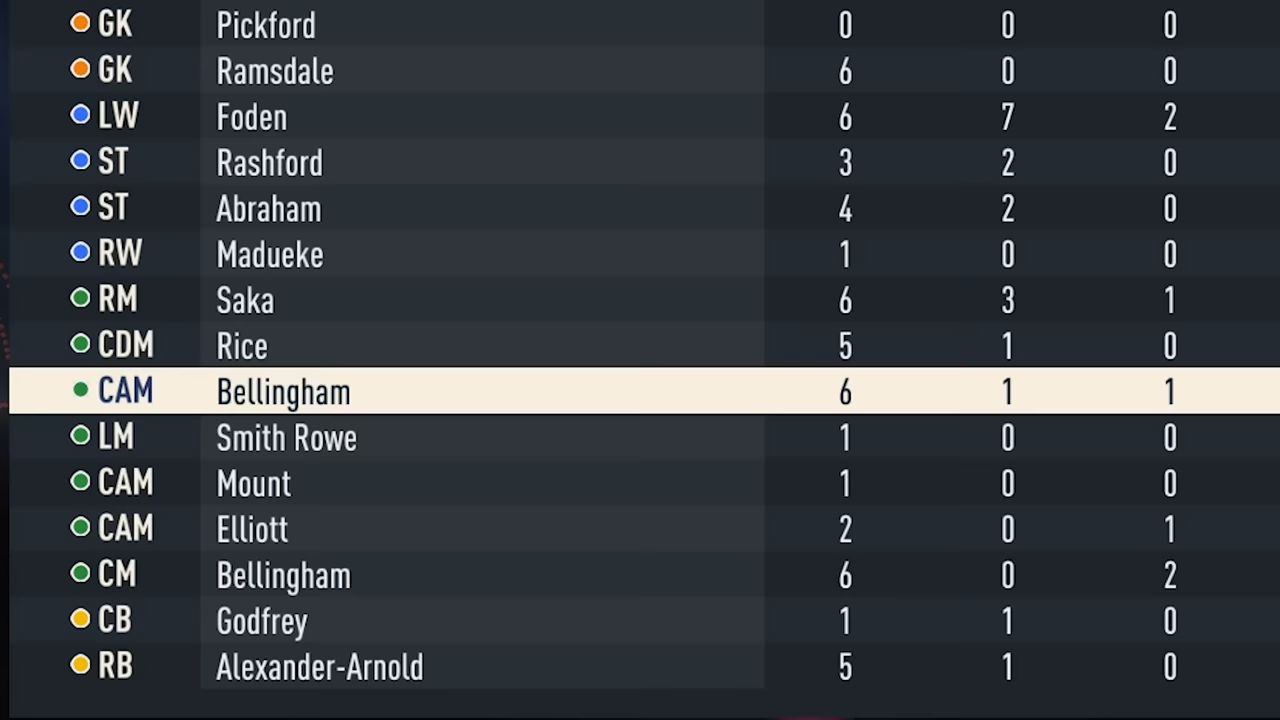 GK Pickford 0 0 0
GK Ramsdale 6 0 0
LW Foden 6 7 2
ST Rashford 3 2 0
ST Abraham 4 2 0
RW Madueke 1 0 0
RM Saka 6 3 1
CDM Rice 5 1 0
CAM Bellingham 6 1 1
LM Smith Rowe 1 0 0
CAM Mount 1 0 0
CAM Elliott 2 0 1
CM Bellingham 6 0 2
CB Godfrey 1 1 0
RB Alexander-Arnold 5 1 0